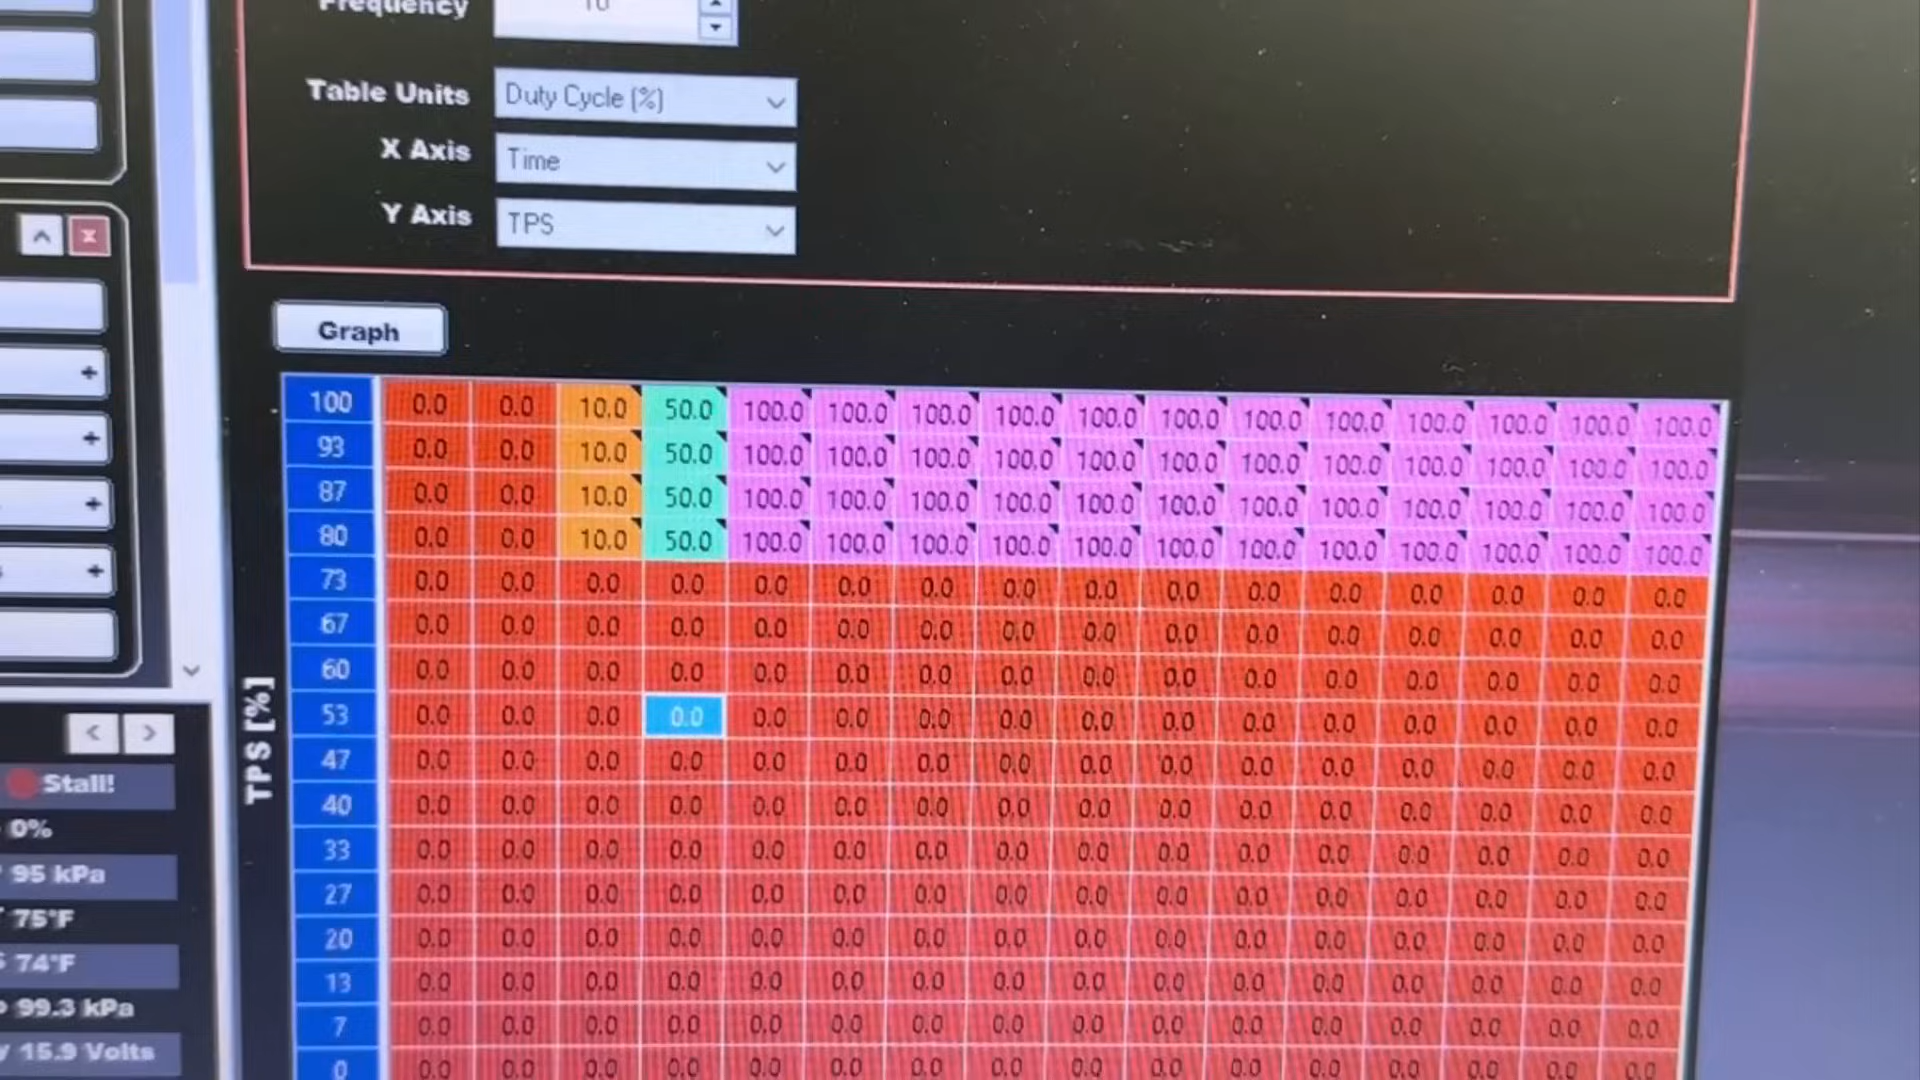 Frequency 10
Table Units Duty Cycle (%)
X Axis Time
Y Axis TPS
Graph
100 0.0 0.0 10.0 50.0 100.0 100.0 100.0 100.0 100.0 100.0 100.0 100.0 100.0 100.0 100.0 100.0
93 0.0 0.0 10.0 50.0 100.0 100.0 100.0 100.0 100.0 100.0 100.0 100.0 100.0 100.0 100.0 100.0
87 0.0 0.0 10.0 50.0 100.0 100.0 100.0 100.0 100.0 100.0 100.0 100.0 100.0 100.0 100.0 100.0
80 0.0 0.0 10.0 50.0 100.0 100.0 100.0 100.0 100.0 100.0 100.0 100.0 100.0 100.0 100.0 100.0
73 0.0 0.0 0.0 0.0 0.0 0.0 0.0 0.0 0.0 0.0 0.0 0.0 0.0 0.0 0.0 0.0
67 0.0 0.0 0.0 0.0 0.0 0.0 0.0 0.0 0.0 0.0 0.0 0.0 0.0 0.0 0.0 0.0
60 0.0 0.0 0.0 0.0 0.0 0.0 0.0 0.0 0.0 0.0 0.0 0.0 0.0 0.0 0.0 0.0
53 0.0 0.0 0.0 0.0 0.0 0.0 0.0 0.0 0.0 0.0 0.0 0.0 0.0 0.0 0.0 0.0
47 0.0 0.0 0.0 0.0 0.0 0.0 0.0 0.0 0.0 0.0 0.0 0.0 0.0 0.0 0.0 0.0
40 0.0 0.0 0.0 0.0 0.0 0.0 0.0 0.0 0.0 0.0 0.0 0.0 0.0 0.0 0.0 0.0
33 0.0 0.0 0.0 0.0 0.0 0.0 0.0 0.0 0.0 0.0 0.0 0.0 0.0 0.0 0.0 0.0
27 0.0 0.0 0.0 0.0 0.0 0.0 0.0 0.0 0.0 0.0 0.0 0.0 0.0 0.0 0.0 0.0
20 0.0 0.0 0.0 0.0 0.0 0.0 0.0 0.0 0.0 0.0 0.0 0.0 0.0 0.0 0.0 0.0
13 0.0 0.0 0.0 0.0 0.0 0.0 0.0 0.0 0.0 0.0 0.0 0.0 0.0 0.0 0.0 0.0
7 0.0 0.0 0.0 0.0 0.0 0.0 0.0 0.0 0.0 0.0 0.0 0.0 0.0 0.0 0.0 0.0
0 0.0 0.0 0.0 0.0 0.0 0.0 0.0 0.0 0.0 0.0 0.0 0.0 0.0 0.0 0.0 0.0
TPS [%]
Stall!
0%
95 kPa
75°F
74°F
99.3 kPa
15.9 Volts